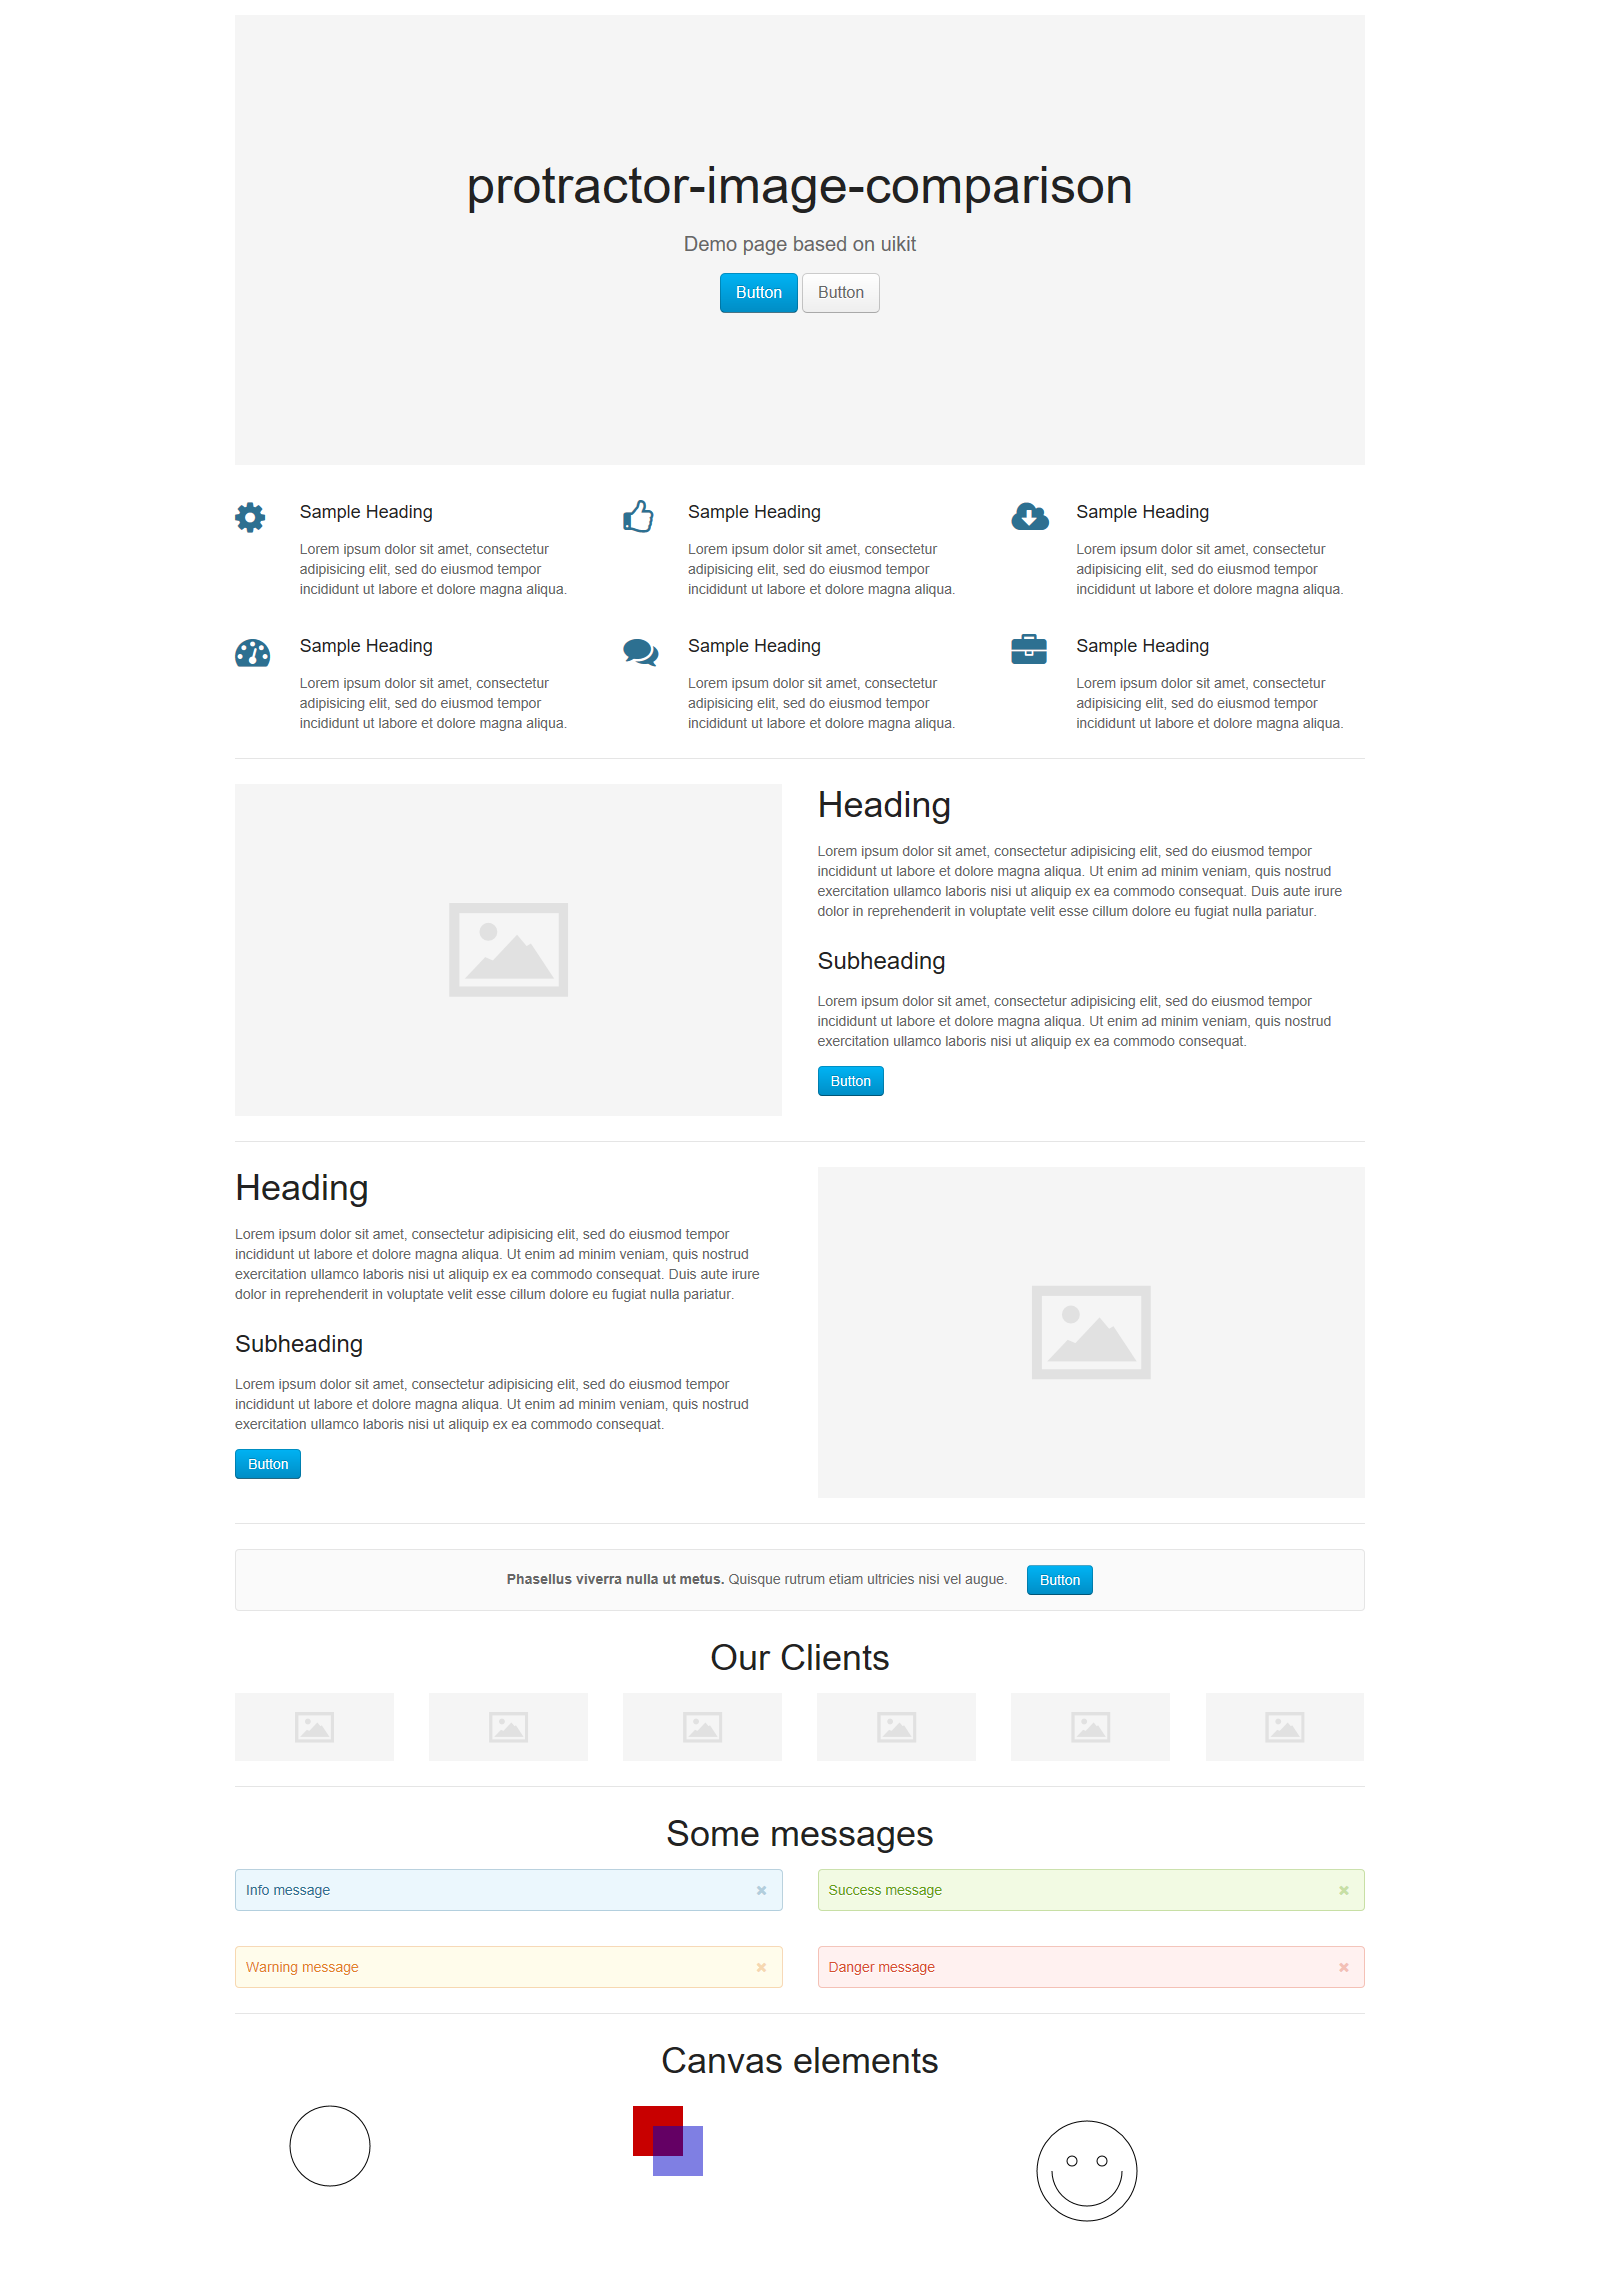 protractor-image-comparison
Demo page based on uikit
Button Button
Sample Heading
Lorem ipsum dolor sit amet, consectetur
adipisicing elit, sed do eiusmod tempor
incididunt ut labore et dolore magna aliqua.
Sample Heading
Lorem ipsum dolor sit amet, consectetur
adipisicing elit, sed do eiusmod tempor
incididunt ut labore et dolore magna aliqua.
Sample Heading
Lorem ipsum dolor sit amet, consectetur
adipisicing elit, sed do eiusmod tempor
incididunt ut labore et dolore magna aliqua.
Sample Heading
Lorem ipsum dolor sit amet, consectetur
adipisicing elit, sed do eiusmod tempor
incididunt ut labore et dolore magna aliqua.
Sample Heading
Lorem ipsum dolor sit amet, consectetur
adipisicing elit, sed do eiusmod tempor
incididunt ut labore et dolore magna aliqua.
Sample Heading
Lorem ipsum dolor sit amet, consectetur
adipisicing elit, sed do eiusmod tempor
incididunt ut labore et dolore magna aliqua.
Heading
Lorem ipsum dolor sit amet, consectetur adipisicing elit, sed do eiusmod tempor
incididunt ut labore et dolore magna aliqua. Ut enim ad minim veniam, quis nostrud
exercitation ullamco laboris nisi ut aliquip ex ea commodo consequat. Duis aute irure
dolor in reprehenderit in voluptate velit esse cillum dolore eu fugiat nulla pariatur.
Subheading
Lorem ipsum dolor sit amet, consectetur adipisicing elit, sed do eiusmod tempor
incididunt ut labore et dolore magna aliqua. Ut enim ad minim veniam, quis nostrud
exercitation ullamco laboris nisi ut aliquip ex ea commodo consequat.
Button
Heading
Lorem ipsum dolor sit amet, consectetur adipisicing elit, sed do eiusmod tempor
incididunt ut labore et dolore magna aliqua. Ut enim ad minim veniam, quis nostrud
exercitation ullamco laboris nisi ut aliquip ex ea commodo consequat. Duis aute irure
dolor in reprehenderit in voluptate velit esse cillum dolore eu fugiat nulla pariatur.
Subheading
Lorem ipsum dolor sit amet, consectetur adipisicing elit, sed do eiusmod tempor
incididunt ut labore et dolore magna aliqua. Ut enim ad minim veniam, quis nostrud
exercitation ullamco laboris nisi ut aliquip ex ea commodo consequat.
Button
Phasellus viverra nulla ut metus. Quisque rutrum etiam ultricies nisi vel augue. Button
Our Clients
Some messages
Info message
Success message
Warning message
Danger message
Canvas elements